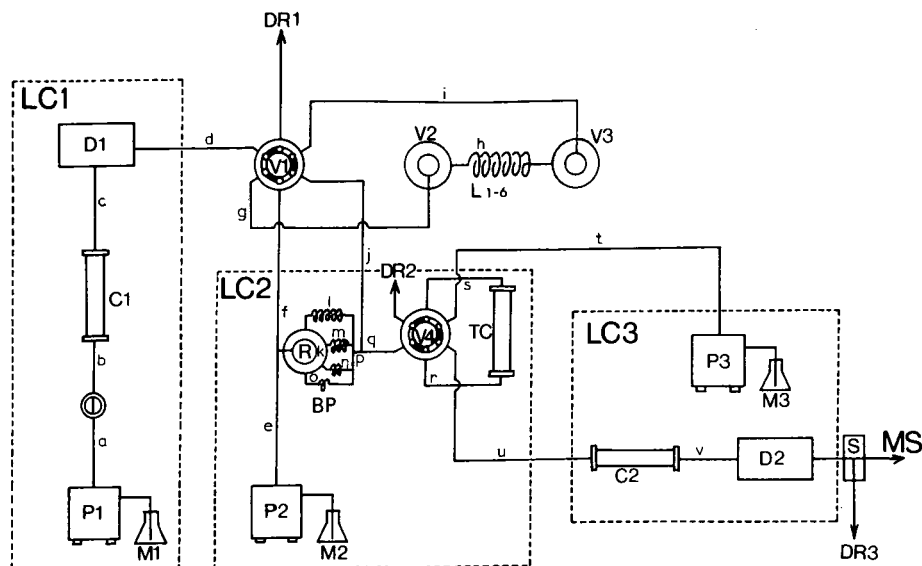 DR1
LC1
i
D1
d
V1
V2
h
V3
L1-6
g
c
t
j
LC2
DR2
s
C1
f
l
m
q
V4
TC
LC3
R
k
n
p
o
r
P3
b
BP
M3
a
e
u
C2
v
D2
S
MS
P1
M1
P2
M2
DR3